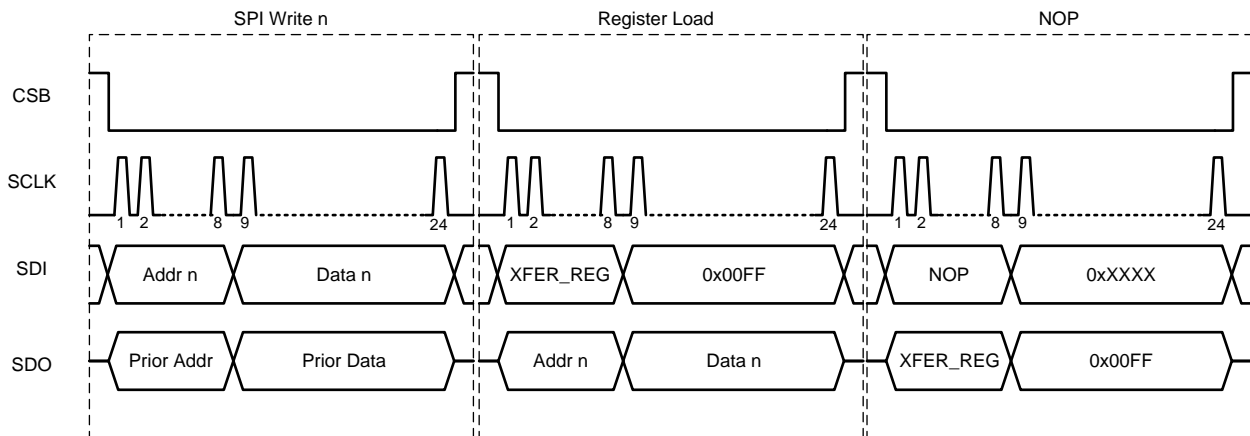 SPI Write n Register Load NOP
CSB
SCLK
1 2 8 9 24 1 2 8 9 24 1 2 8 9 24
SDI Addr n Data n XFER_REG 0x00FF NOP 0xXXXX
SDO Prior Addr Prior Data Addr n Data n XFER_REG 0x00FF